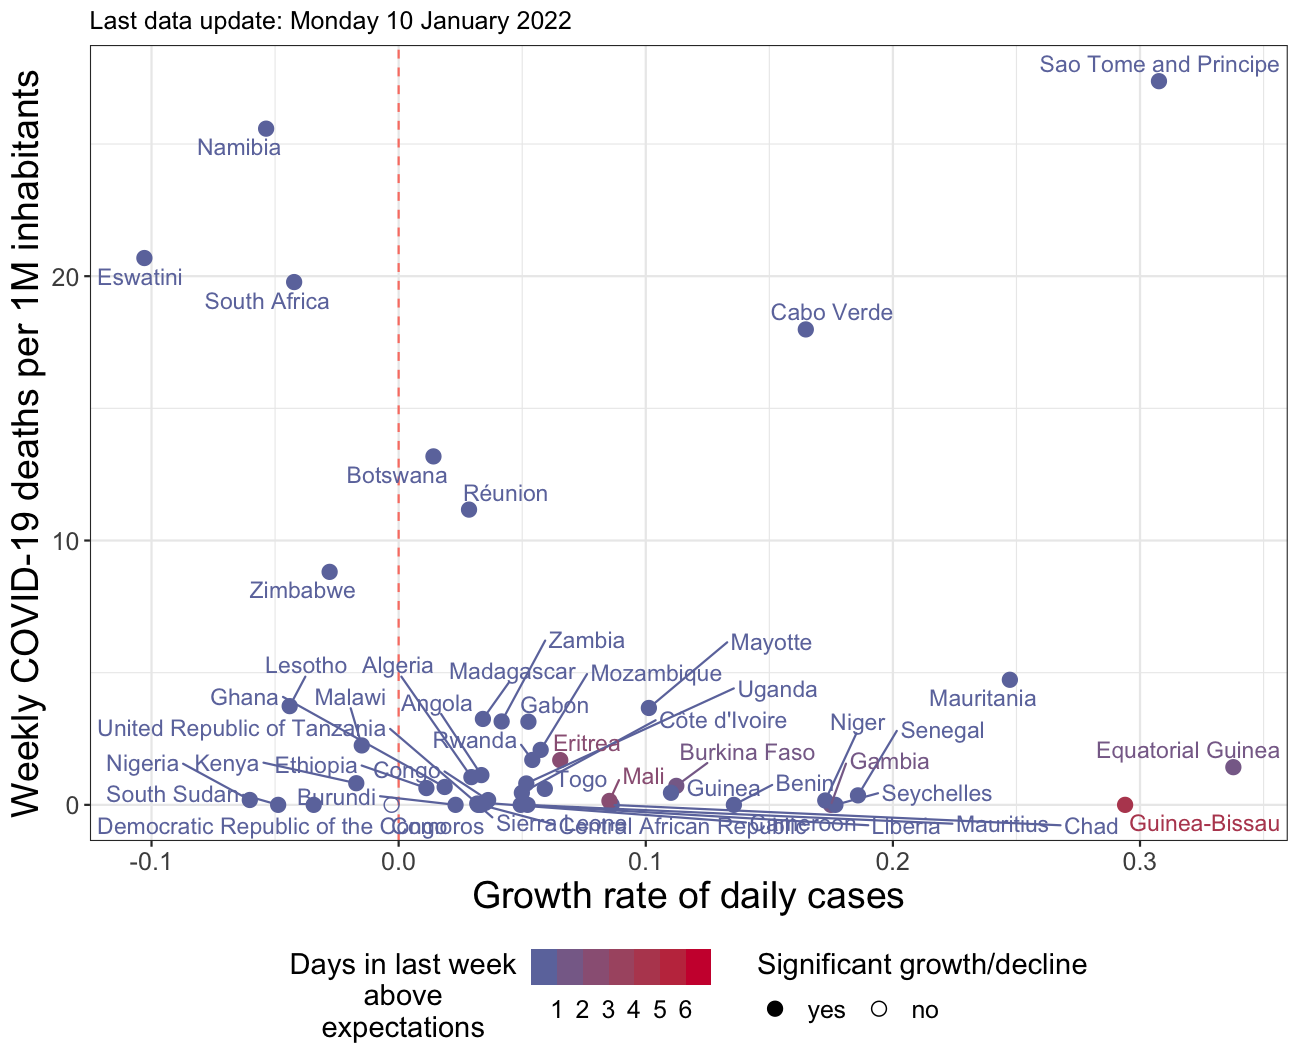 Last data update: Monday 10 January 2022
Weekly COVID-19 deaths per 1M inhabitants
Sao Tome and Principe
Namibia
Eswatini
20
South Africa
Cabo Verde
Botswana
Réunion
10
Zimbabwe
Zambia
Mayotte
Lesotho
Algeria
Madagascar
Mozambique
Uganda
Ghana
Malawi
Angola
Gabon
Mauritania
Côte d'Ivoire
Niger
Senegal
United Republic of Tanzania
Rwanda
Eritrea
Burkina Faso
Equatorial Guinea
Nigeria
Kenya
Ethiopia
Congo
Gambia
Togo
Mali
Guinea
Benin
Seychelles
South Sudan
Burundi
0
Democratic Republic of the Congo
Comoros
Sierra Leone
Central African Republic
Cameroon
Liberia
Mauritius
Chad
Guinea-Bissau
-0.1
0.0
0.1
0.2
0.3
Growth rate of daily cases
Days in last week
above
expectations
1 2 3 4 5 6
Significant growth/decline
yes
no